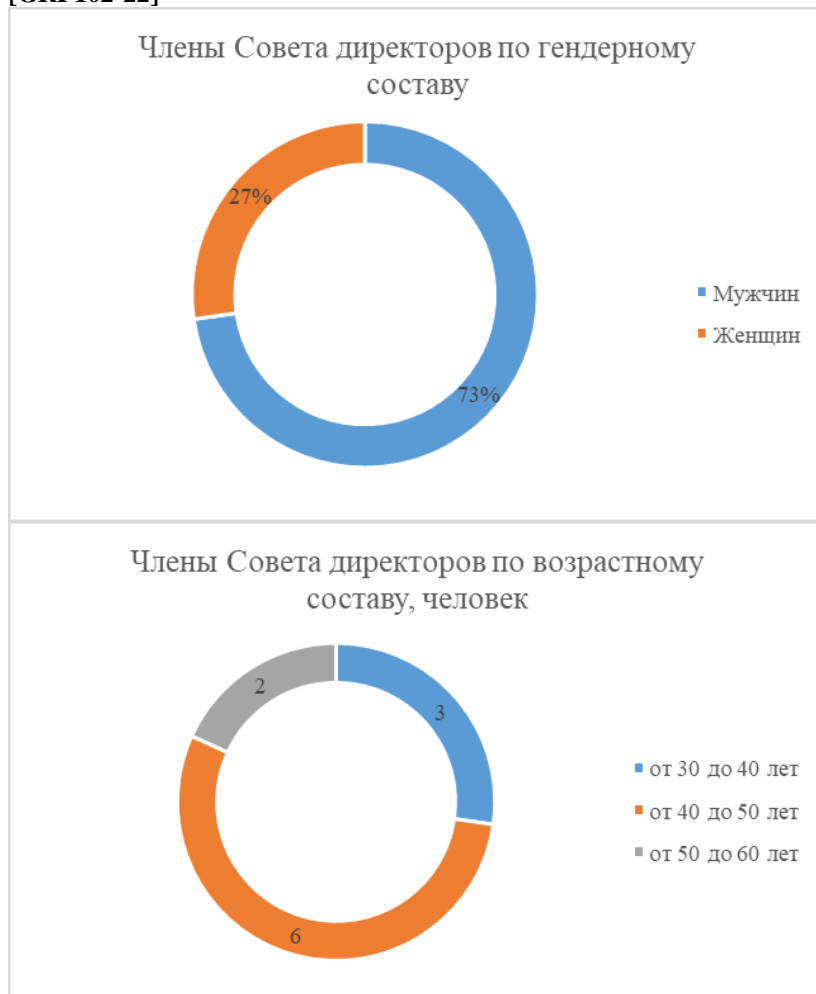 Члены Совета директоров по гендерному
составу
27%
Мужчин
Женщин
73%
Члены Совета директоров по возрастному
составу, человек
2
3
от 30 до 40 лет
от 40 до 50 лет
от 50 до 60 лет
6